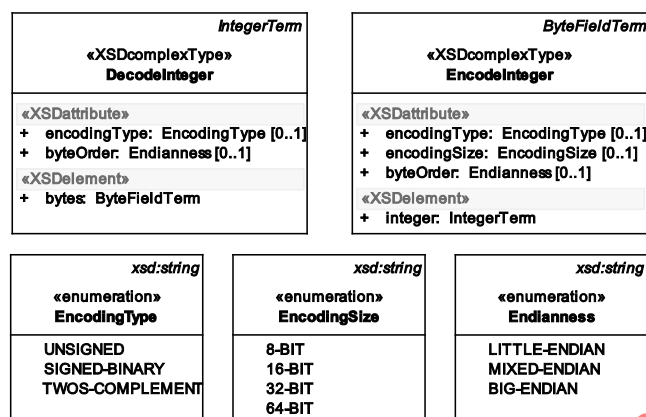 IntegerTerm
«XSDcomplexType»
DecodeInteger
«XSDattribute»
+ encodingType: EncodingType [0..1]
+ byteOrder: Endianness [0..1]
«XSDelement»
+ bytes: ByteFieldTerm
ByteFieldTerm
«XSDcomplexType»
EncodeInteger
«XSDattribute»
+ encodingType: EncodingType [0..1]
+ encodingSize: EncodingSize [0..1]
+ byteOrder: Endianness [0..1]
«XSDelement»
+ integer: IntegerTerm
xsd:string
«enumeration»
EncodingType
UNSIGNED
SIGNED-BINARY
TWOS-COMPLEMENT
xsd:string
«enumeration»
EncodingSize
8-BIT
16-BIT
32-BIT
64-BIT
xsd:string
«enumeration»
Endianness
LITTLE-ENDIAN
MIXED-ENDIAN
BIG-ENDIAN